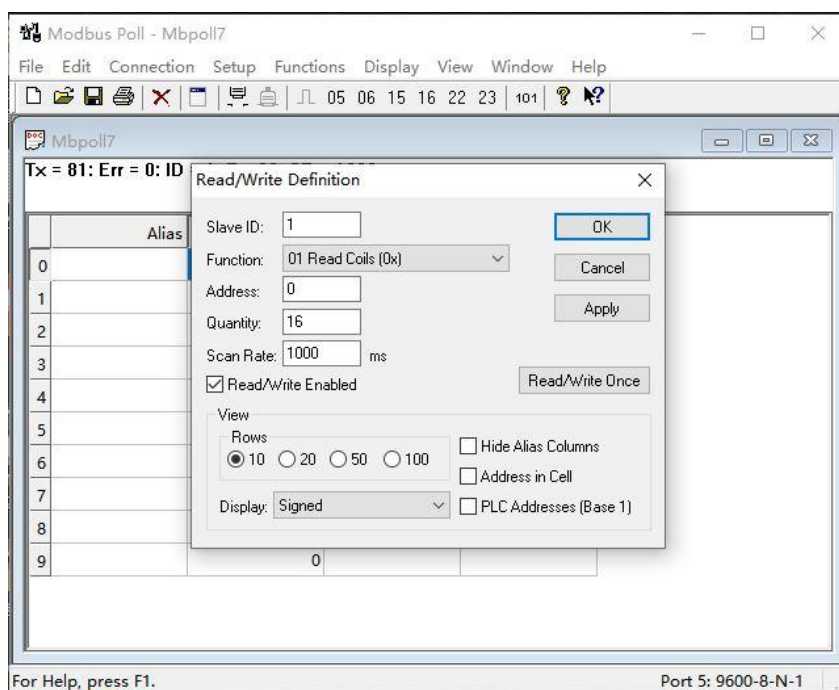 Modbus Poll - Mbpoll7
File Edit Connection Setup Functions Display View Window Help
05 06 15 16 22 23 101
Mbpoll7
Tx = 81: Err = 0: ID
Read/Write Definition
Alias
Slave ID: 1
OK
Function: 01 Read Coils (0x)
Cancel
Address: 0
Apply
Quantity: 16
Scan Rate: 1000 ms
Read/Write Enabled
Read/Write Once
View
Rows
10 20 50 100
Hide Alias Columns
Address in Cell
Display: Signed
PLC Addresses (Base 1)
0
1
2
3
4
5
6
7
8
9 0
For Help, press F1.
Port 5: 9600-8-N-1